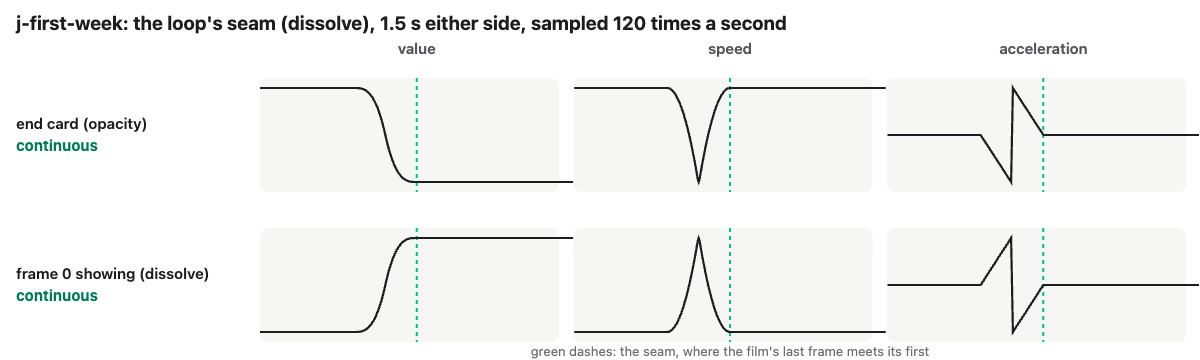 j-first-week: the loop's seam (dissolve), 1.5 s either side, sampled 120 times a second
value speed acceleration
end card (opacity)
continuous
frame 0 showing (dissolve)
continuous
green dashes: the seam, where the film's last frame meets its first